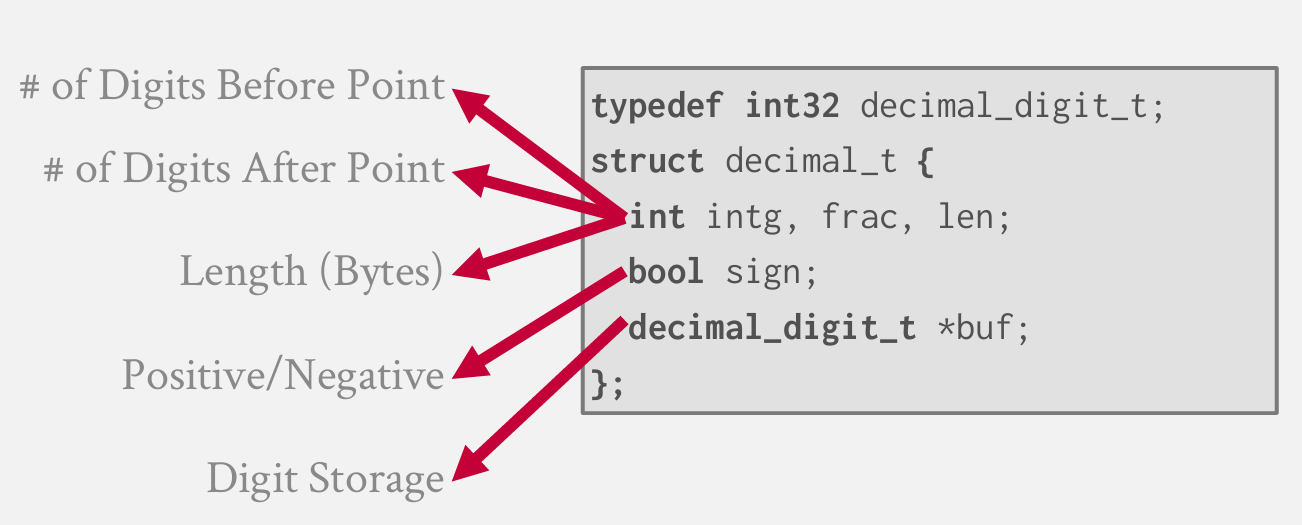 # of Digits Before Point
# of Digits After Point
Length (Bytes)
Positive/Negative
Digit Storage
typedef int32 decimal_digit_t;
struct decimal_t {
int intg, frac, len;
bool sign;
decimal_digit_t *buf;
};